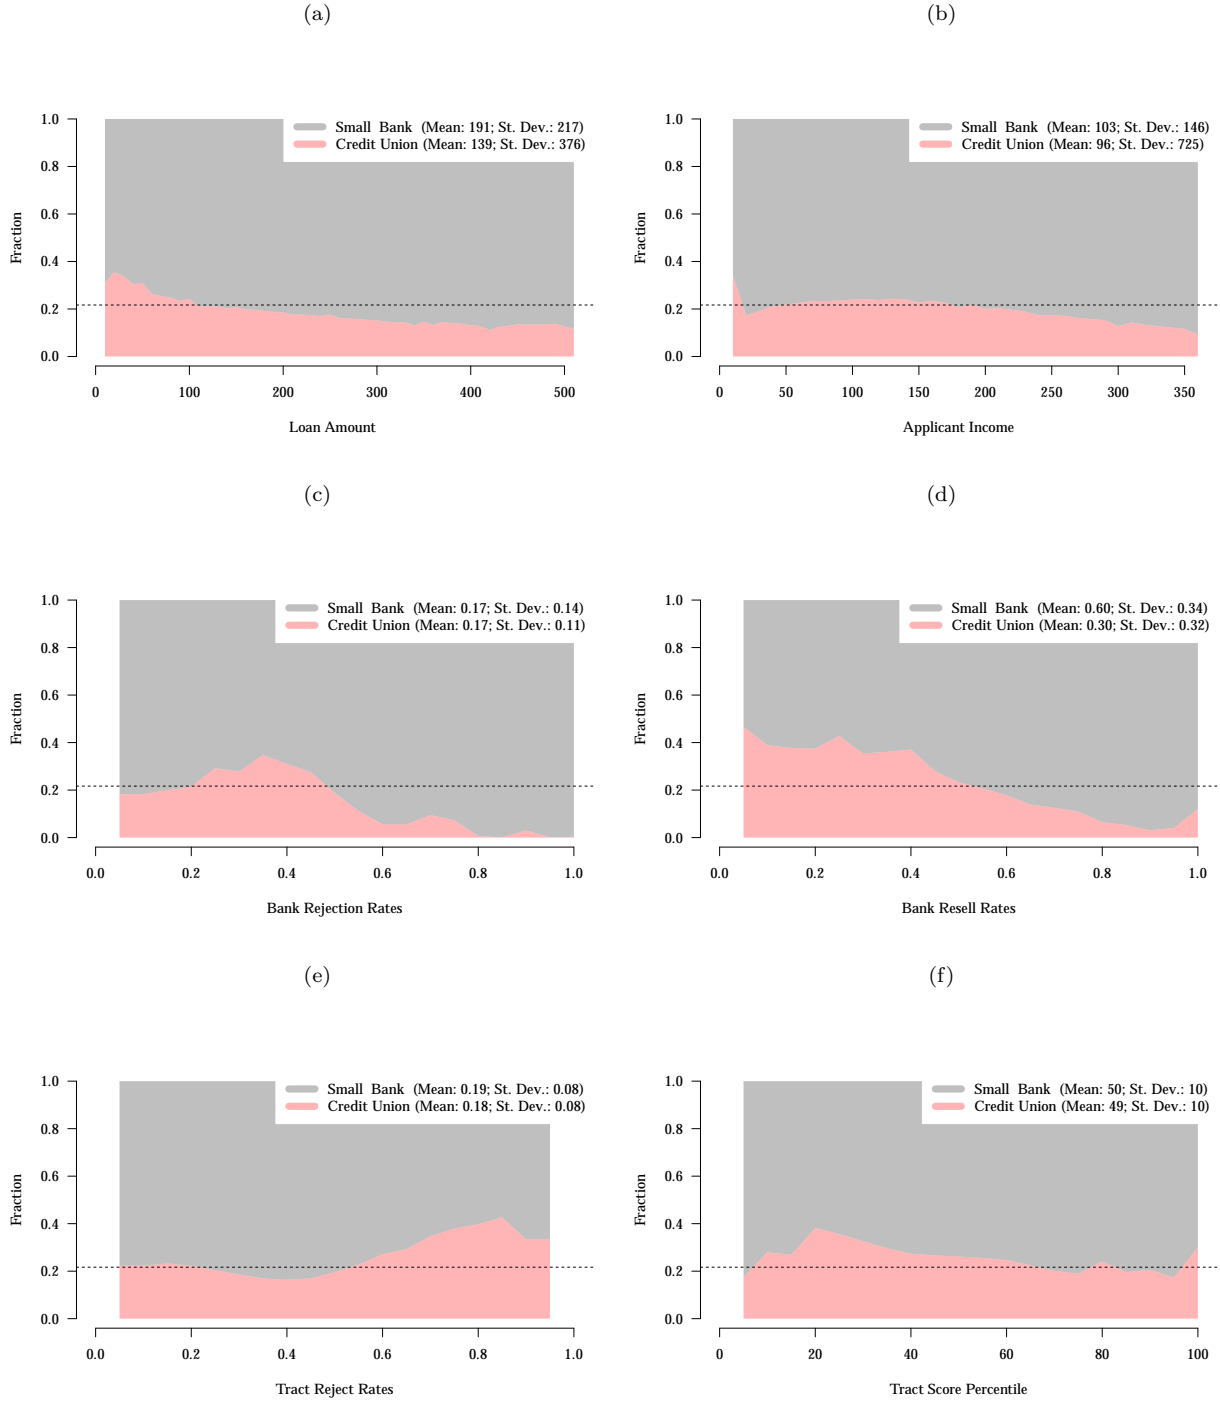 (a)
Small Bank (Mean: 191; St. Dev.: 217)
Credit Union (Mean: 139; St. Dev.: 376)
Fraction
1.0
0.8
0.6
0.4
0.2
0.0
0 100 200 300 400 500
Loan Amount
(b)
Small Bank (Mean: 103; St. Dev.: 146)
Credit Union (Mean: 96; St. Dev.: 725)
Fraction
1.0
0.8
0.6
0.4
0.2
0.0
0 50 100 150 200 250 300 350
Applicant Income
(c)
Small Bank (Mean: 0.17; St. Dev.: 0.14)
Credit Union (Mean: 0.17; St. Dev.: 0.11)
Fraction
1.0
0.8
0.6
0.4
0.2
0.0
0.0 0.2 0.4 0.6 0.8 1.0
Bank Rejection Rates
(d)
Small Bank (Mean: 0.60; St. Dev.: 0.34)
Credit Union (Mean: 0.30; St. Dev.: 0.32)
Fraction
1.0
0.8
0.6
0.4
0.2
0.0
0.0 0.2 0.4 0.6 0.8 1.0
Bank Resell Rates
(e)
Small Bank (Mean: 0.19; St. Dev.: 0.08)
Credit Union (Mean: 0.18; St. Dev.: 0.08)
Fraction
1.0
0.8
0.6
0.4
0.2
0.0
0.0 0.2 0.4 0.6 0.8 1.0
Tract Reject Rates
(f)
Small Bank (Mean: 50; St. Dev.: 10)
Credit Union (Mean: 49; St. Dev.: 10)
Fraction
1.0
0.8
0.6
0.4
0.2
0.0
0 20 40 60 80 100
Tract Score Percentile